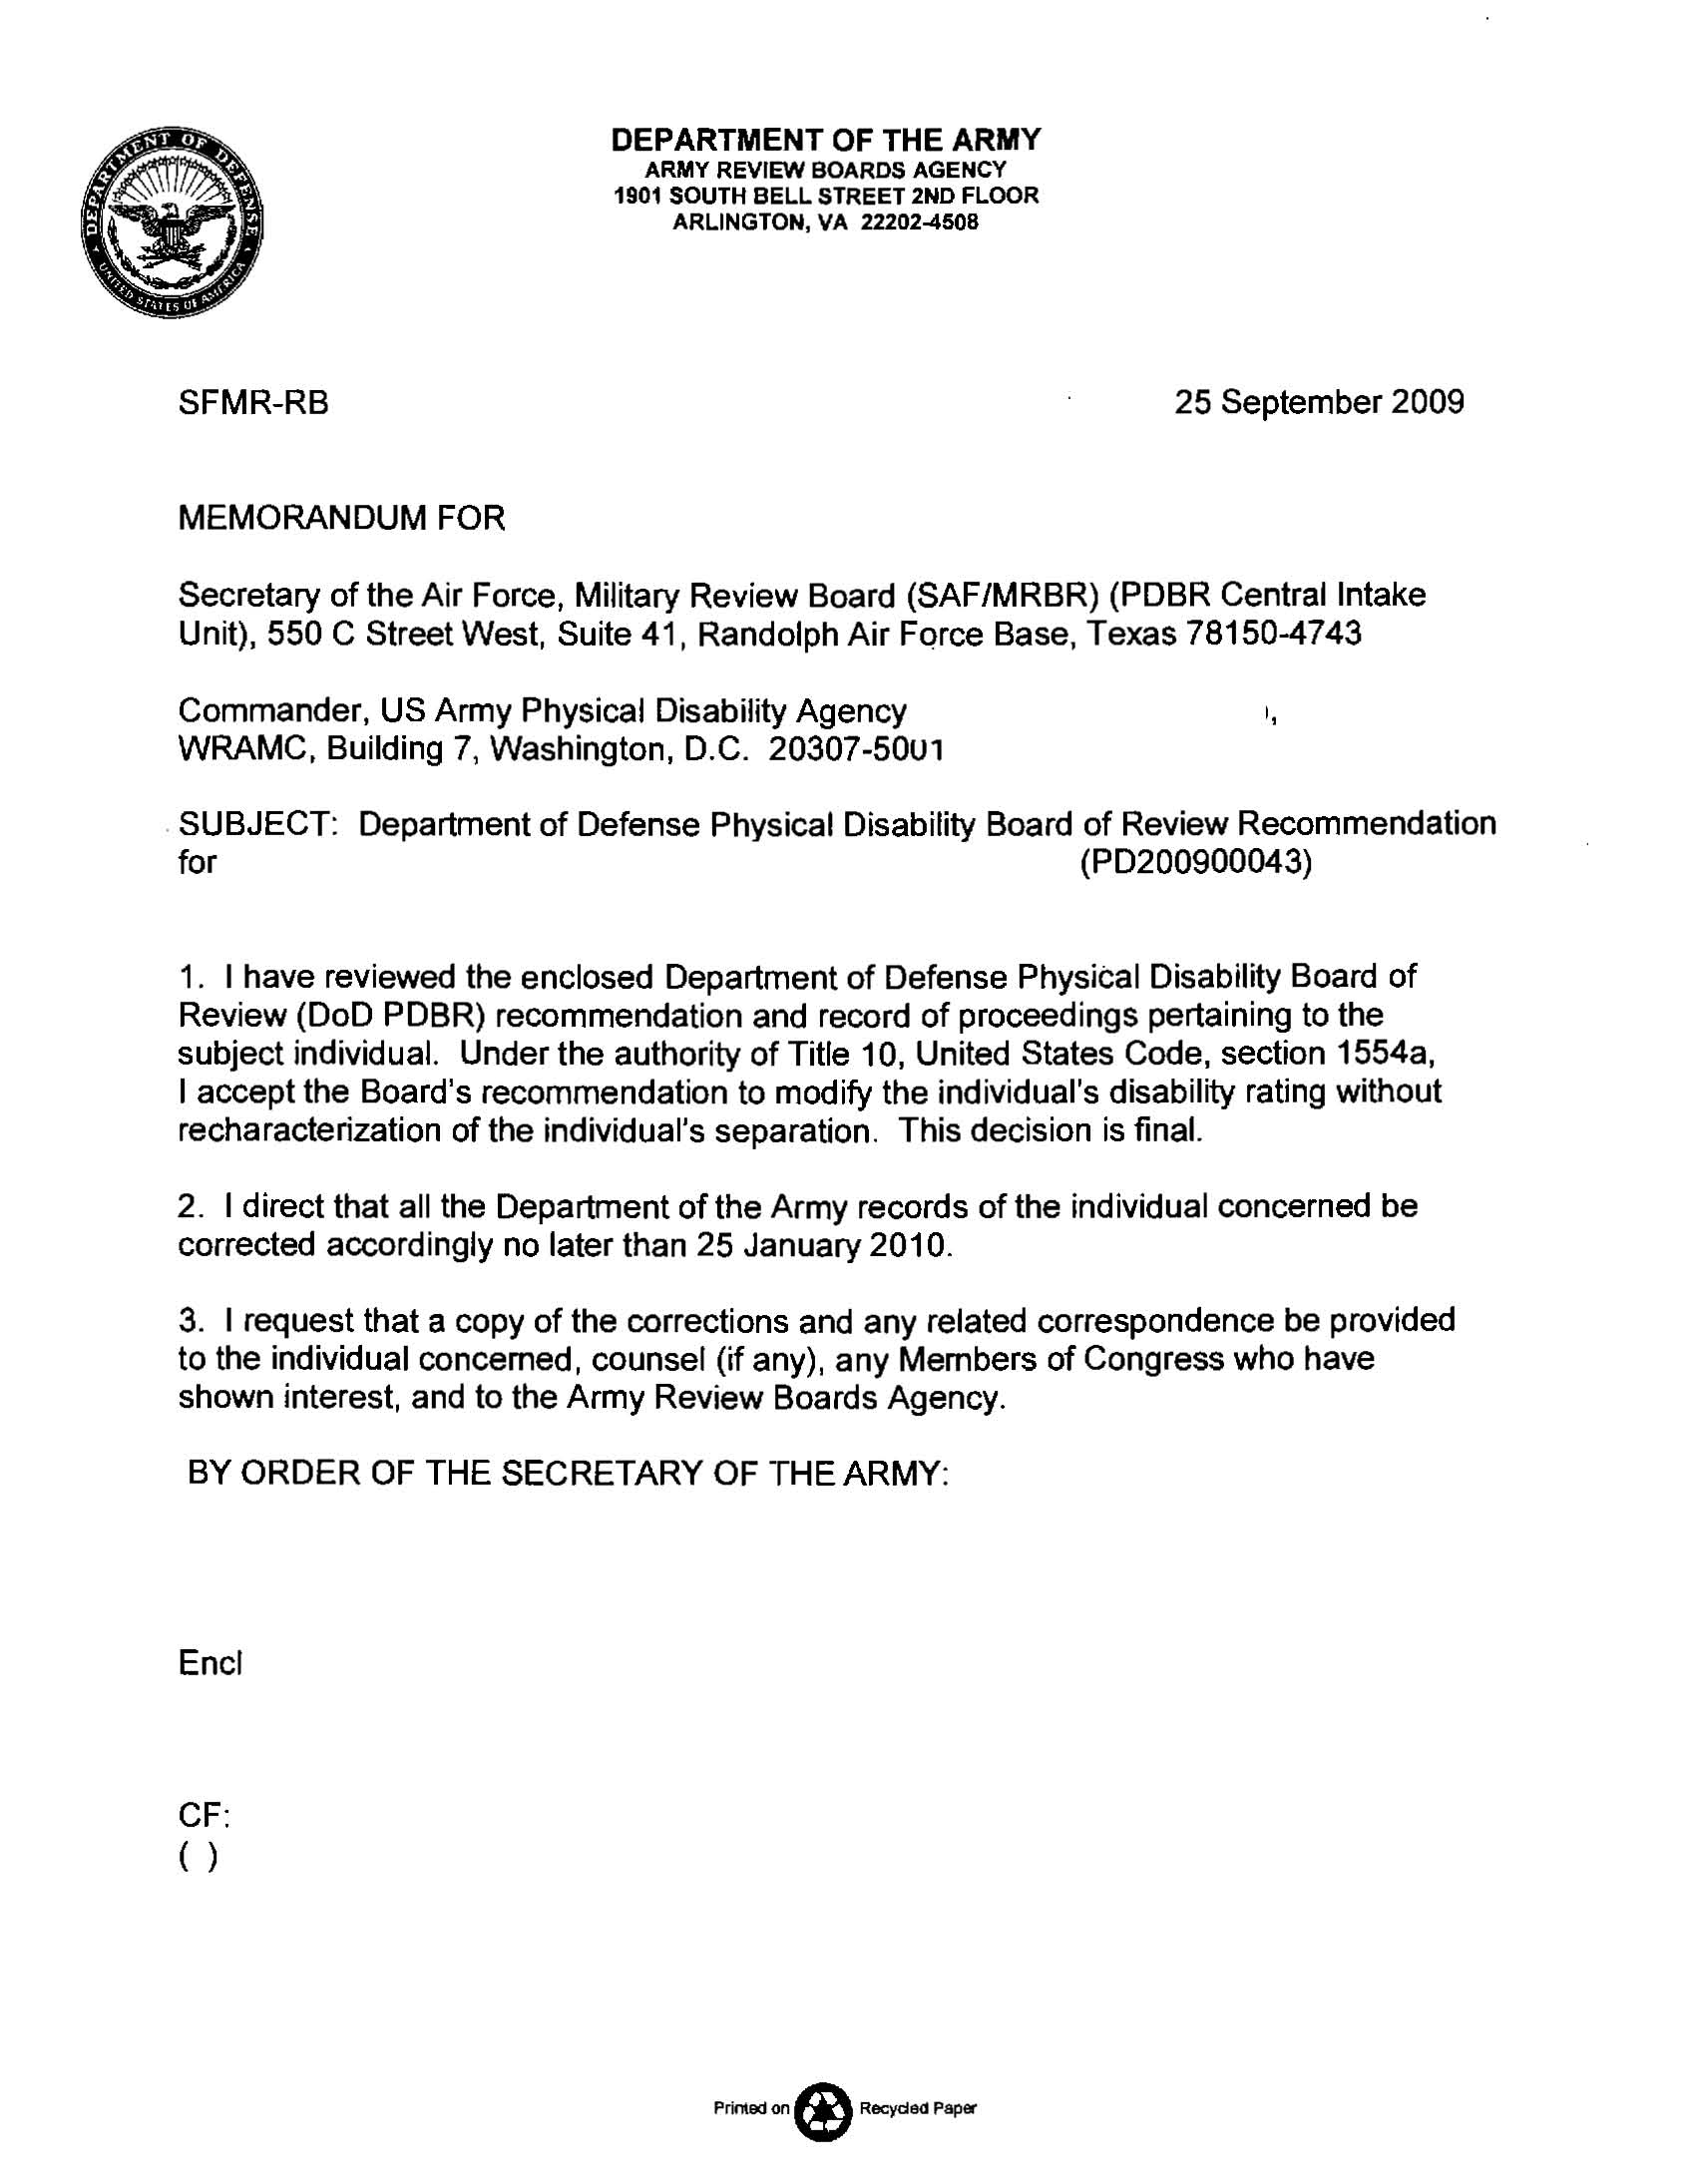 DEPARTMENT OF DEFENSE
UNITED STATES OF AMERICA
DEPARTMENT OF THE ARMY
ARMY REVIEW BOARDS AGENCY
1901 SOUTH BELL STREET 2ND FLOOR
ARLINGTON, VA 22202-4508
SFMR-RB 25 September 2009
MEMORANDUM FOR
Secretary of the Air Force, Military Review Board (SAF/MRBR) (PDBR Central Intake
Unit), 550 C Street West, Suite 41, Randolph Air Force Base, Texas 78150-4743
Commander, US Army Physical Disability Agency
WRAMC, Building 7, Washington, D.C. 20307-5001
SUBJECT: Department of Defense Physical Disability Board of Review Recommendation
for (PD200900043)
1. I have reviewed the enclosed Department of Defense Physical Disability Board of
Review (DoD PDBR) recommendation and record of proceedings pertaining to the
subject individual. Under the authority of Title 10, United States Code, section 1554a,
I accept the Board's recommendation to modify the individual's disability rating without
recharacterization of the individual's separation. This decision is final.
2. I direct that all the Department of the Army records of the individual concerned be
corrected accordingly no later than 25 January 2010.
3. I request that a copy of the corrections and any related correspondence be provided
to the individual concerned, counsel (if any), any Members of Congress who have
shown interest, and to the Army Review Boards Agency.
BY ORDER OF THE SECRETARY OF THE ARMY:
Encl
CF:
( )
Printed on Recycled Paper